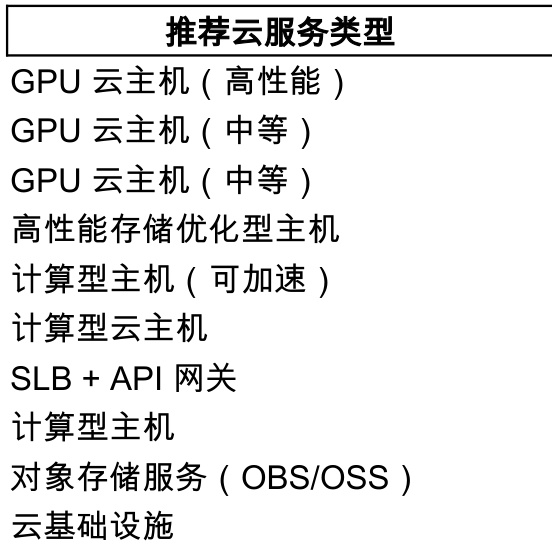 推荐云服务类型
GPU 云主机（高性能）
GPU 云主机（中等）
GPU 云主机（中等）
高性能存储优化型主机
计算型主机（可加速）
计算型云主机
SLB + API 网关
计算型主机
对象存储服务（OBS/OSS）
云基础设施